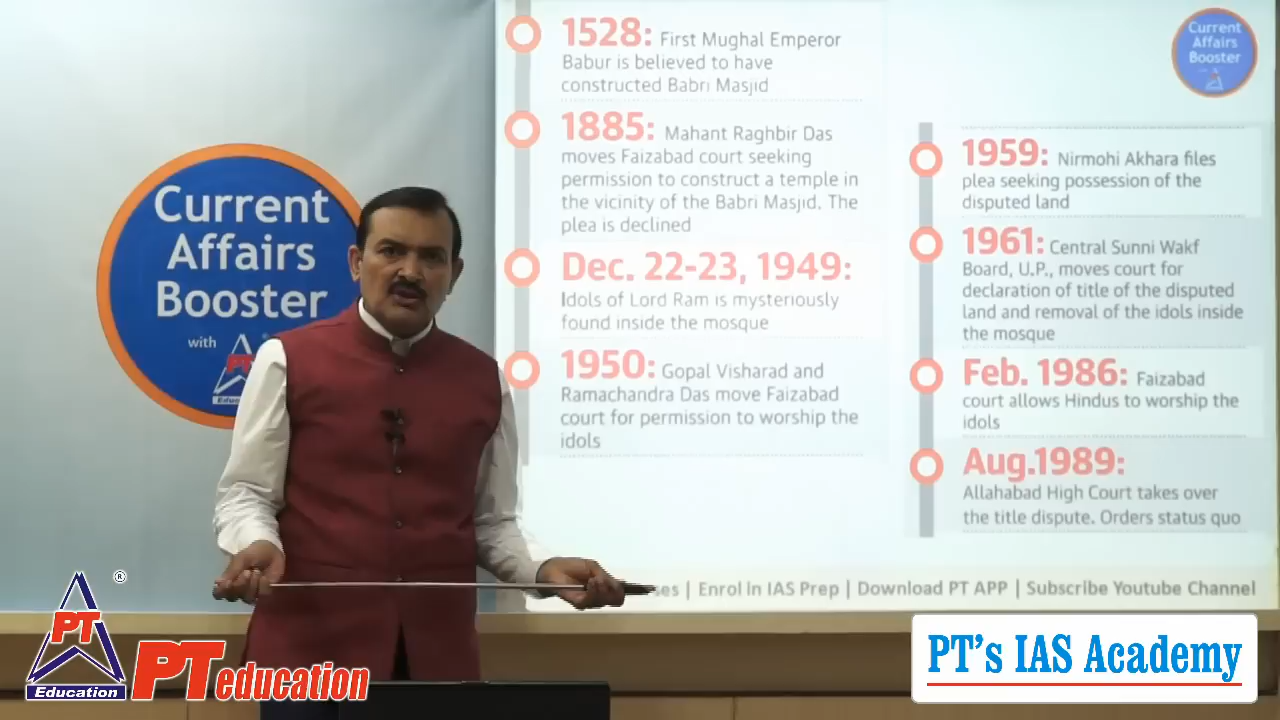 1528: First Mughal Emperor
Babur is believed to have
constructed Babri Masjid
1885: Mahant Raghbir Das
moves Faizabad court seeking
permission to construct a temple in
the vicinity of the Babri Masjid. The
plea is declined
Dec. 22-23, 1949:
Idols of Lord Ram is mysteriously
found inside the mosque
1950: Gopal Visharad and
Ramachandra Das move Faizabad
court for permission to worship the
idols
1959: Nirmohi Akhara files
plea seeking possession of the
disputed land
1961: Central Sunni Wakf
Board, U.P., moves court for
declaration of title of the disputed
land and removal of the idols inside
the mosque
Feb. 1986: Faizabad
court allows Hindus to worship the
idols
Aug.1989:
Allahabad High Court takes over
the title dispute. Orders status quo
Current
Affairs
Booster
Current
Affairs
Booster
with
PT
| Enrol in IAS Prep | Download PT APP | Subscribe Youtube Channel
PT
Education
®
PT education
PT's IAS Academy